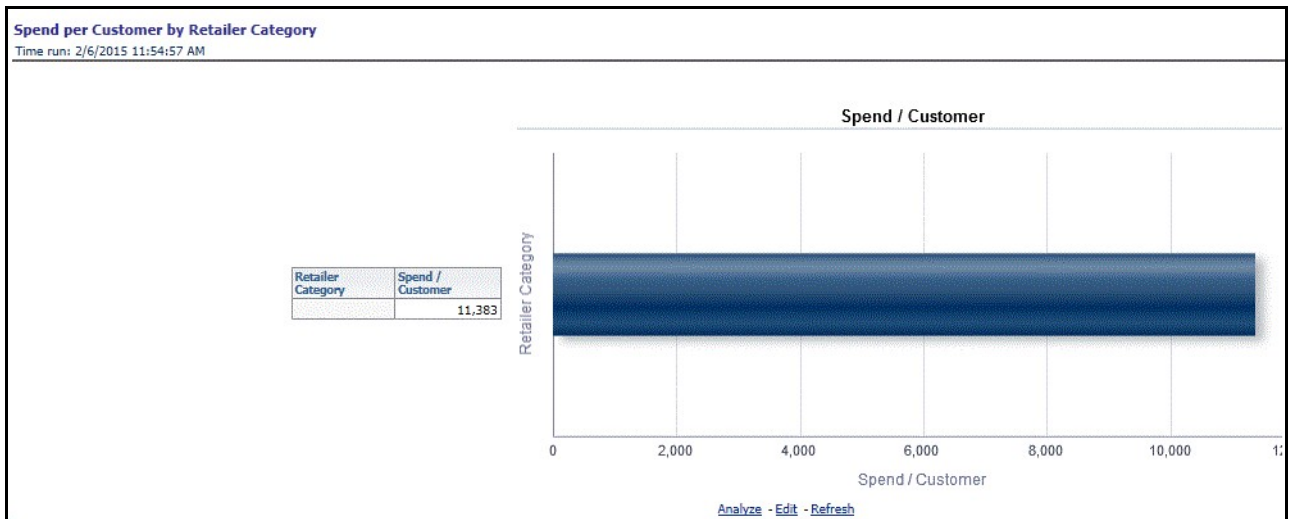 Spend per Customer by Retailer Category
Time run: 2/6/2015 11:54:57 AM
Spend / Customer
Retailer Category
Spend / Customer
11,383
Retailer Category
0 2,000 4,000 6,000 8,000 10,000
Spend / Customer
Analyze - Edit - Refresh